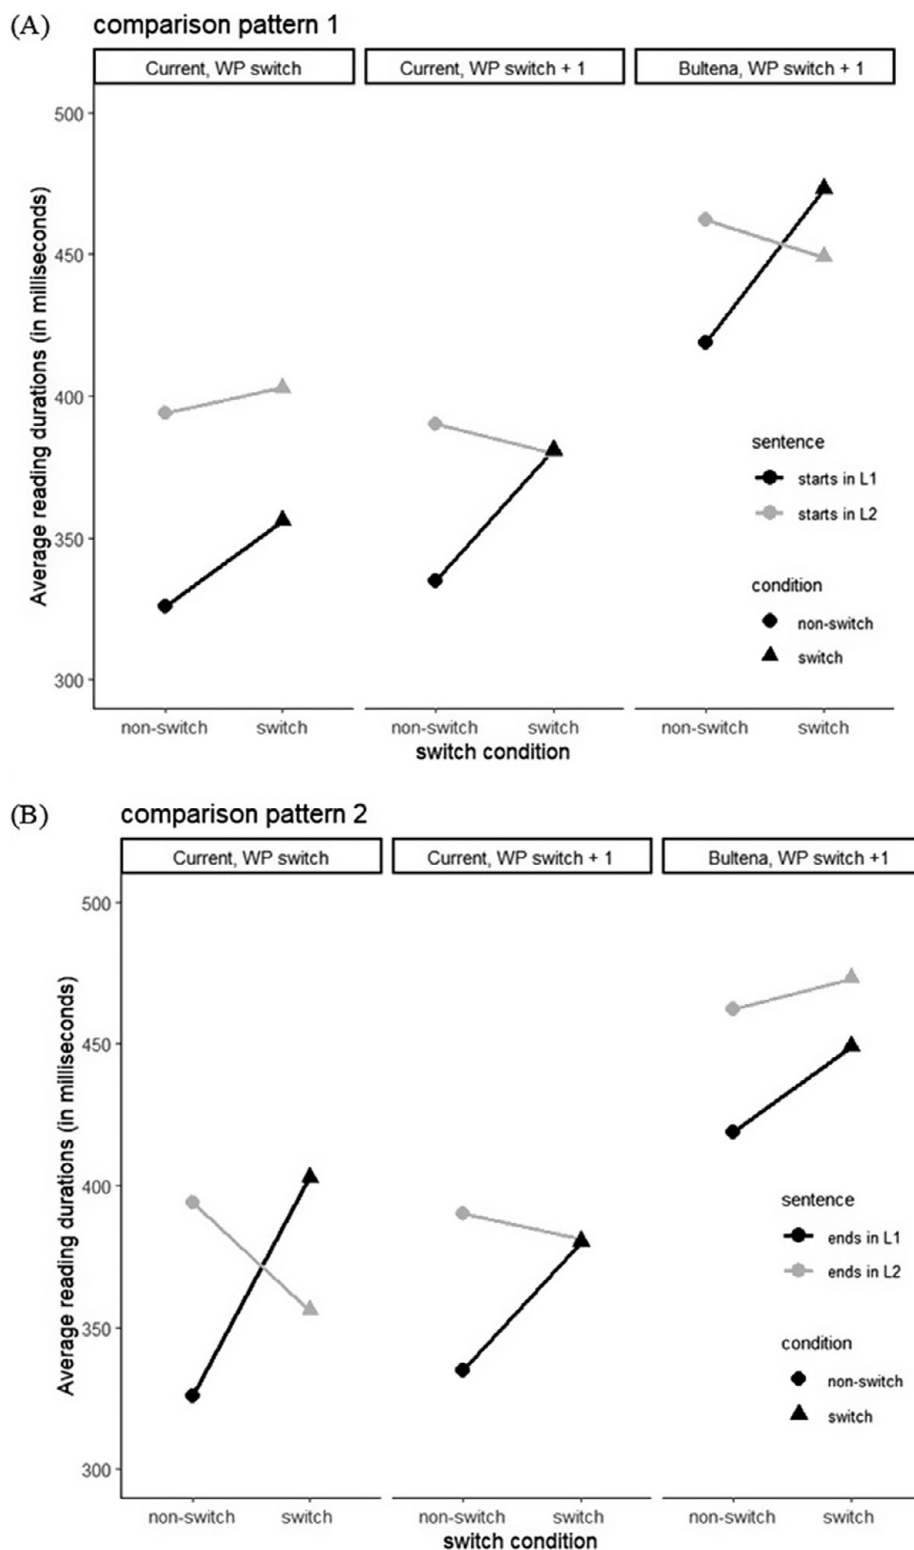 (A) comparison pattern 1
Current, WP switch Current, WP switch + 1 Bultena, WP switch + 1
Average reading durations (in milliseconds)
500
450
400
350
300
sentence
starts in L1
starts in L2
condition
non-switch
switch
non-switch switch non-switch switch non-switch switch
switch condition
(B) comparison pattern 2
Current, WP switch Current, WP switch + 1 Bultena, WP switch +1
Average reading durations (in milliseconds)
500
450
400
350
300
sentence
ends in L1
ends in L2
condition
non-switch
switch
non-switch switch non-switch switch non-switch switch
switch condition